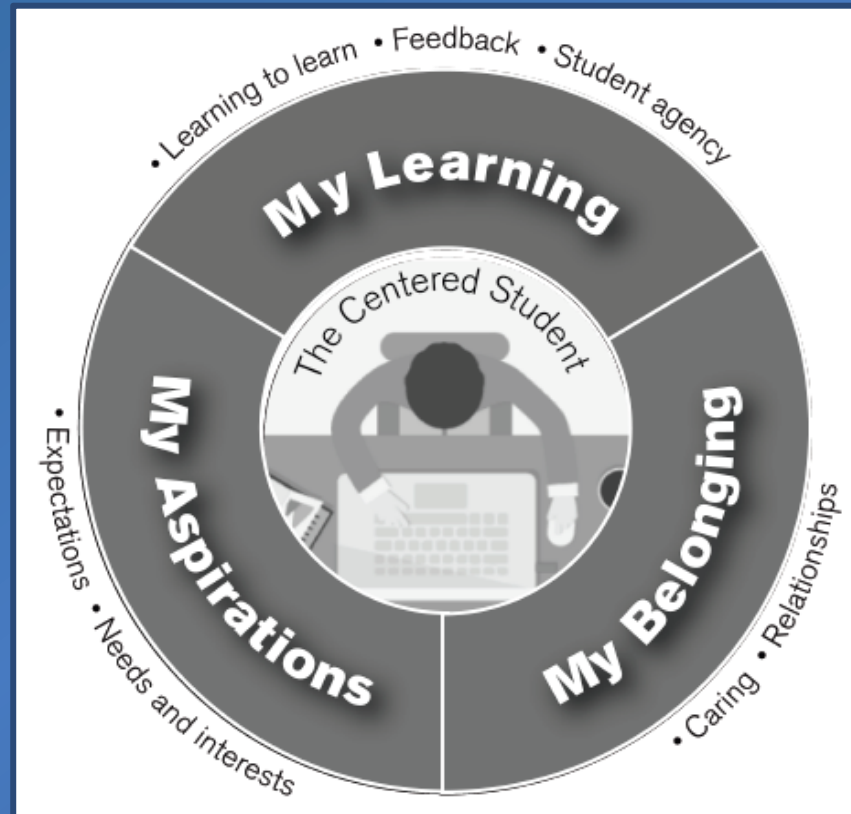 • Learning to learn • Feedback • Student agency
My Learning
The Centered Student
My Aspirations
• Expectations • Needs and interests
My Belonging
• Caring • Relationships